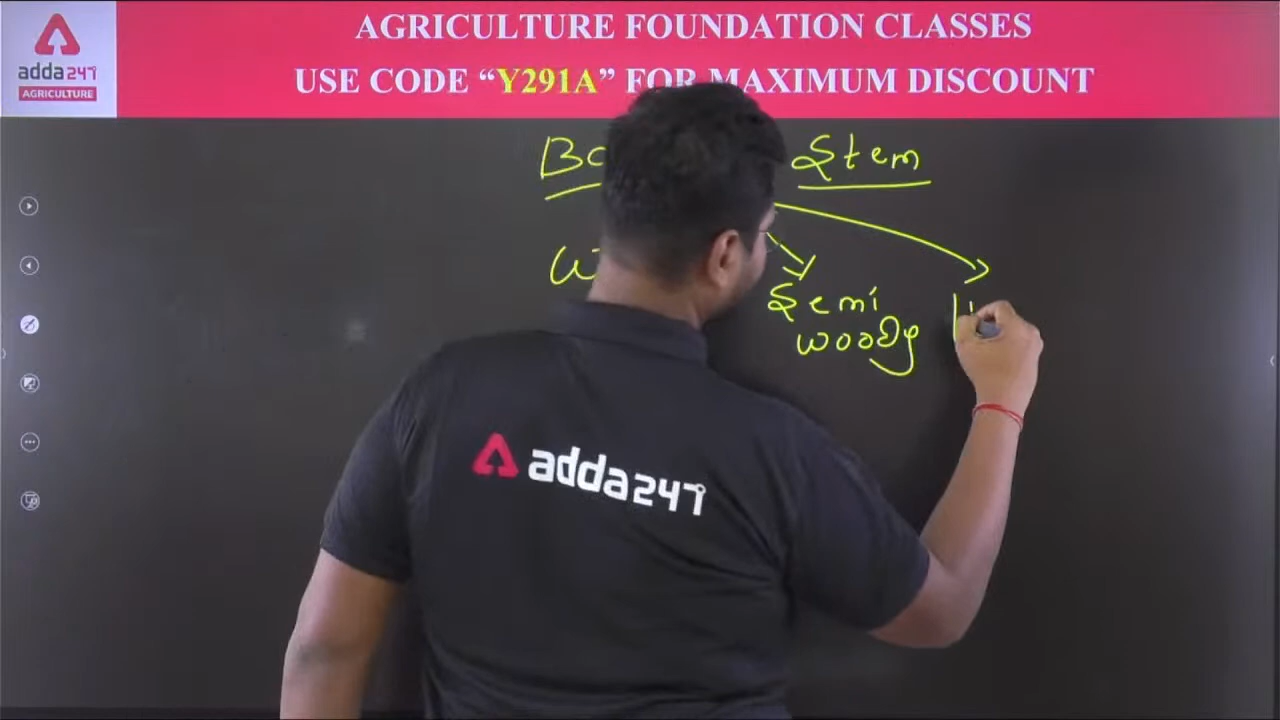 AGRICULTURE FOUNDATION CLASSES
adda247
AGRICULTURE
USE CODE “Y291A” FOR MAXIMUM DISCOUNT
Stem
Semi
woody
adda247